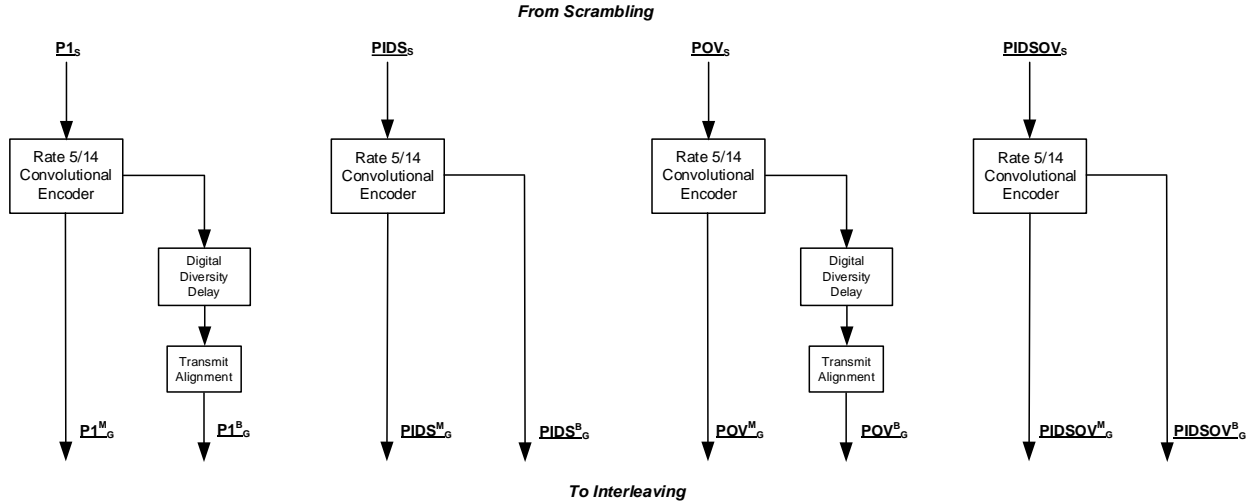 From Scrambling
P1S
PIDSS
POVS
PIDSOVS
Rate 5/14
Convolutional
Encoder
Rate 5/14
Convolutional
Encoder
Rate 5/14
Convolutional
Encoder
Rate 5/14
Convolutional
Encoder
Digital
Diversity
Delay
Digital
Diversity
Delay
Transmit
Alignment
Transmit
Alignment
P1MG
P1BG
PIDSMG
PIDSBG
POVMG
POVBG
PIDSOVMG
PIDSOVBG
To Interleaving